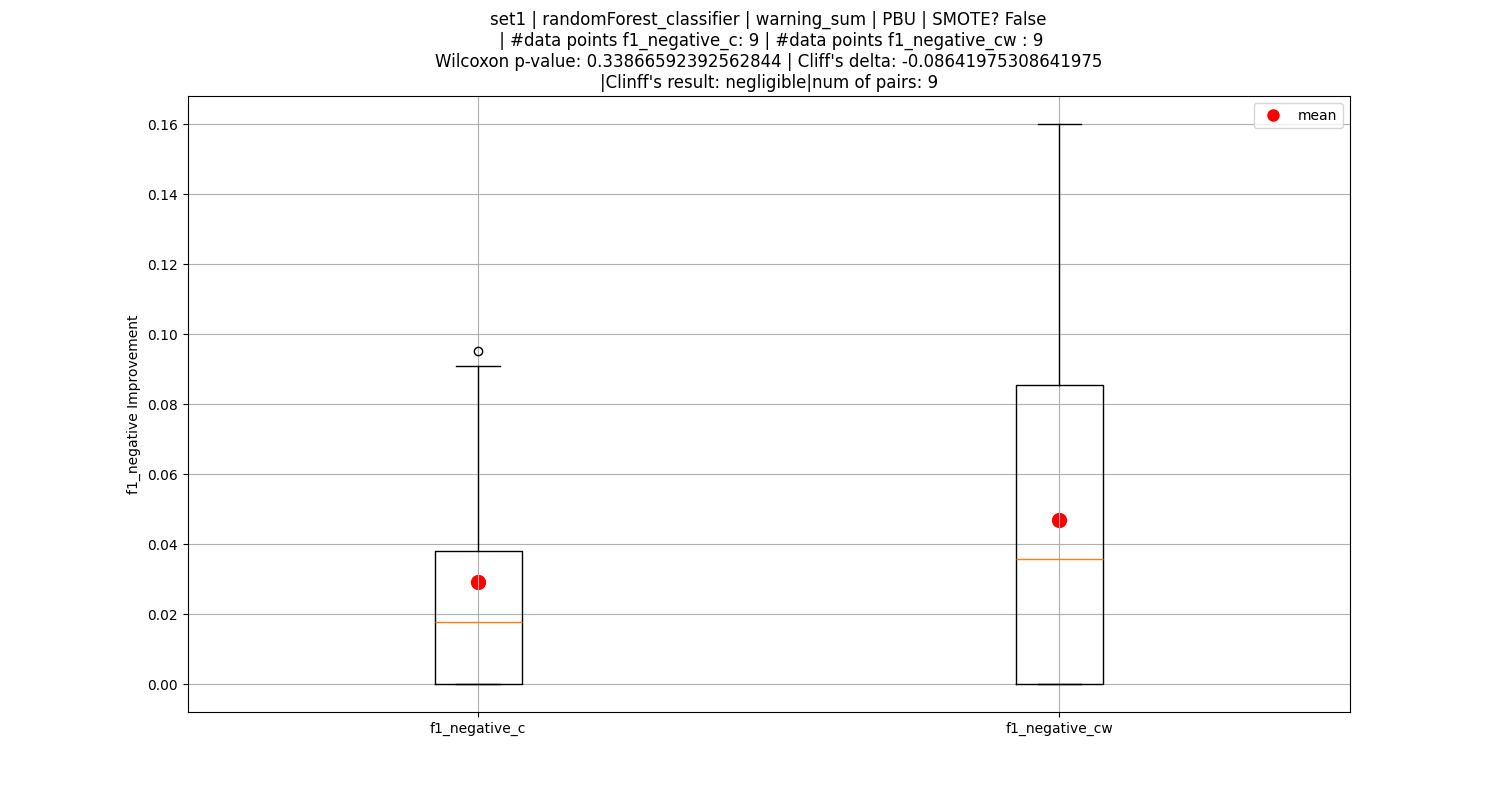 set1 | randomForest_classifier | warning_sum | PBU | SMOTE? False
| #data points f1_negative_c: 9 | #data points f1_negative_cw : 9
Wilcoxon p-value: 0.33866592392562844 | Cliff's delta: -0.08641975308641975
|Clinff's result: negligible|num of pairs: 9
mean
0.16
0.14
0.12
0.10
0.08
0.06
0.04
0.02
0.00
f1_negative Improvement
f1_negative_c
f1_negative_cw